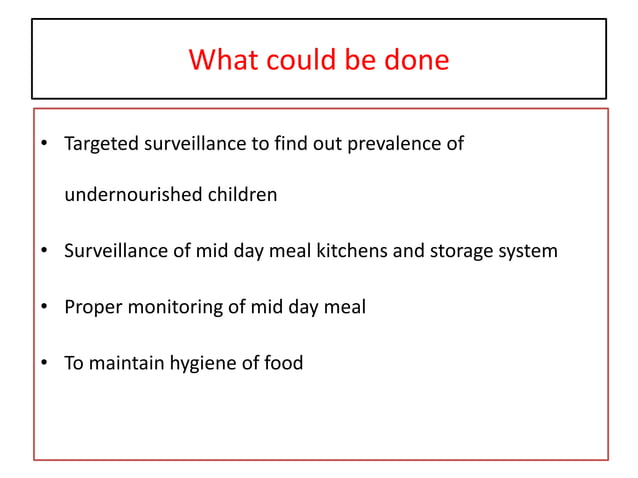 What could be done
• Targeted surveillance to find out prevalence of
undernourished children
• Surveillance of mid day meal kitchens and storage system
• Proper monitoring of mid day meal
• To maintain hygiene of food